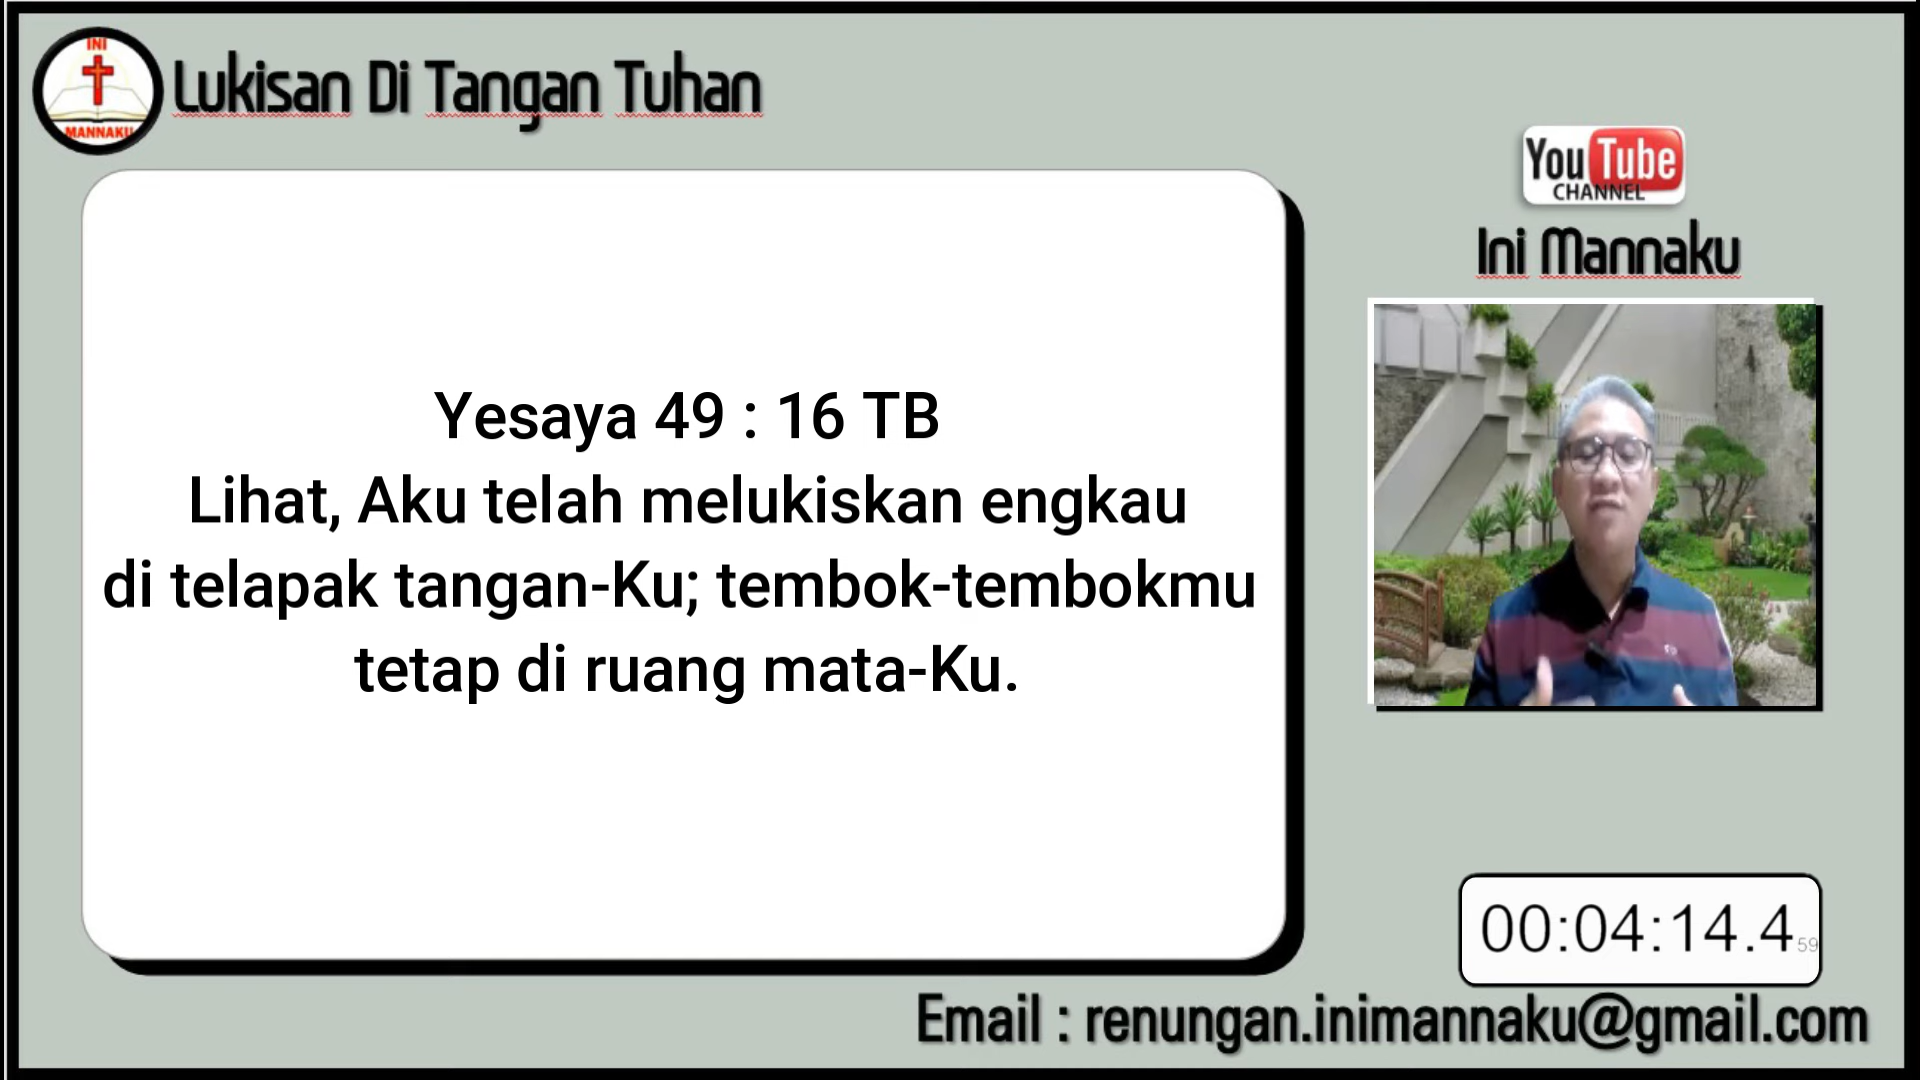 INI
MANNAKU
Lukisan Di Tangan Tuhan
YouTube
CHANNEL
Ini Mannaku
Yesaya 49 : 16 TB
Lihat, Aku telah melukiskan engkau
di telapak tangan-Ku; tembok-tembokmu
tetap di ruang mata-Ku.
00:04:14.4 59
Email : renungan.inimannaku@gmail.com